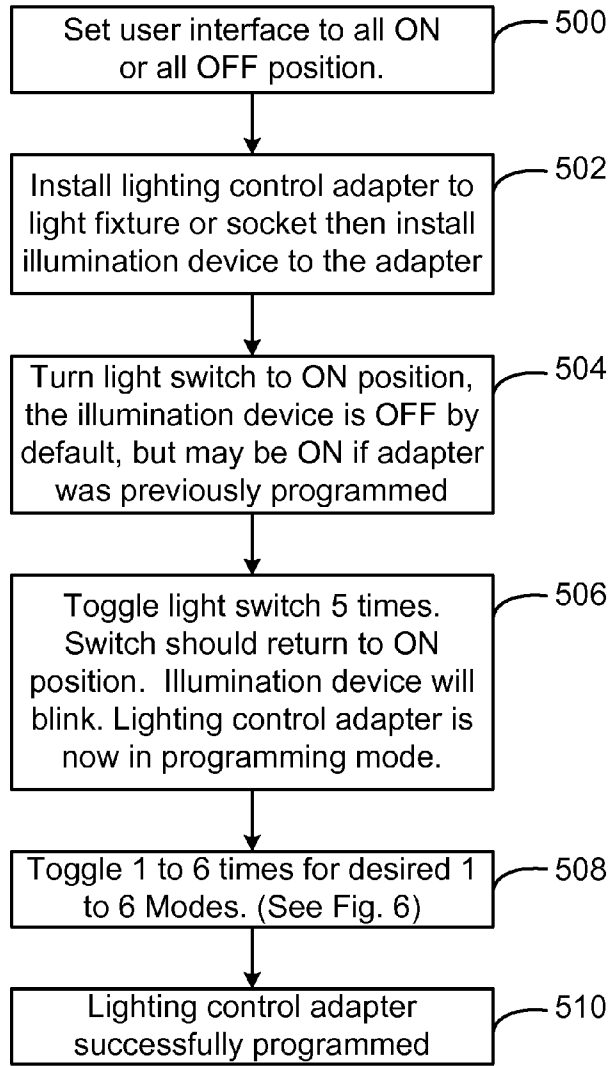 Set user interface to all ON
or all OFF position.
500
Install lighting control adapter to
light fixture or socket then install
illumination device to the adapter
502
Turn light switch to ON position,
the illumination device is OFF by
default, but may be ON if adapter
was previously programmed
504
Toggle light switch 5 times.
Switch should return to ON
position.  Illumination device will
blink. Lighting control adapter is
now in programming mode.
506
Toggle 1 to 6 times for desired 1
to 6 Modes. (See Fig. 6)
508
Lighting control adapter
successfully programmed
510